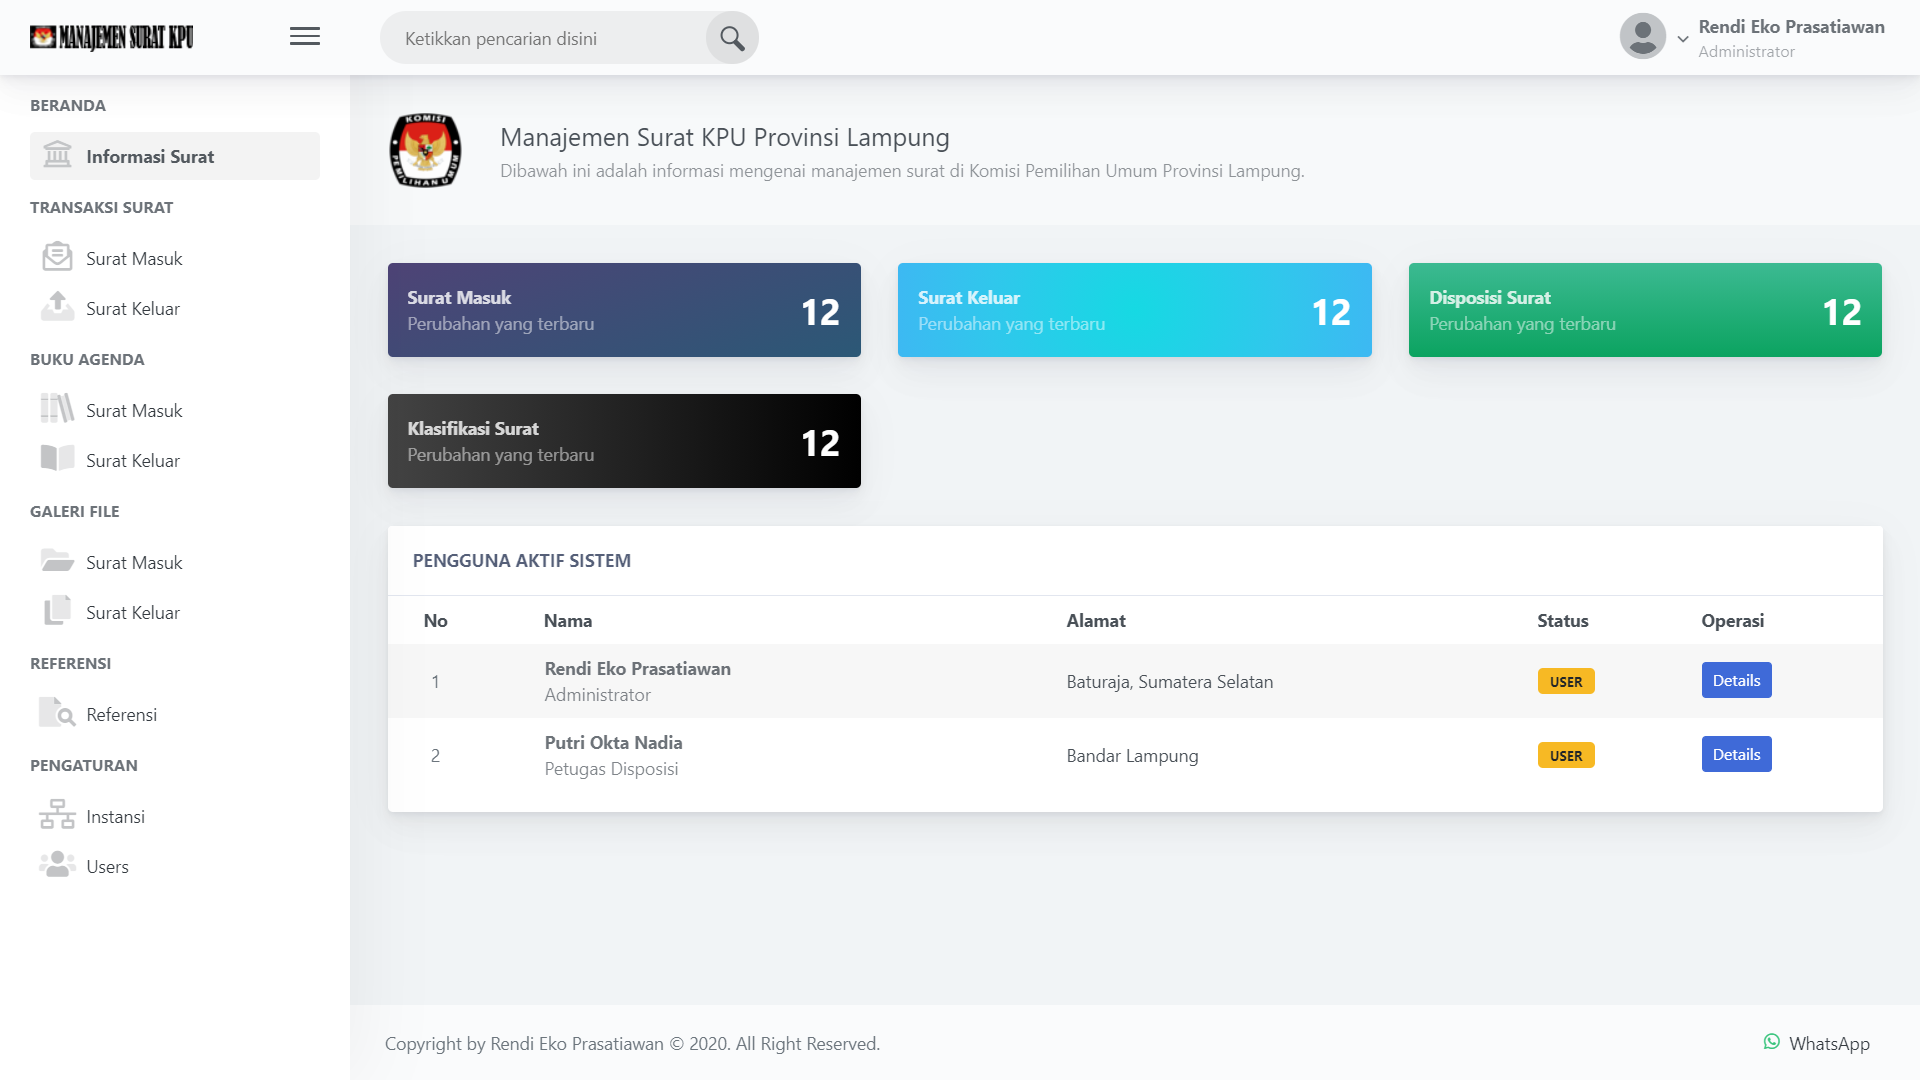 MANAJEMEN SURAT KPU
Ketikkan pencarian disini
Rendi Eko Prasatiawan
Administrator
BERANDA
Informasi Surat
TRANSAKSI SURAT
Surat Masuk
Surat Keluar
BUKU AGENDA
Surat Masuk
Surat Keluar
GALERI FILE
Surat Masuk
Surat Keluar
REFERENSI
Referensi
PENGATURAN
Instansi
Users
KOMISI
PEMILIHAN UMUM
Manajemen Surat KPU Provinsi Lampung
Dibawah ini adalah informasi mengenai manajemen surat di Komisi Pemilihan Umum Provinsi Lampung.
Surat Masuk
Perubahan yang terbaru
12
Surat Keluar
Perubahan yang terbaru
12
Disposisi Surat
Perubahan yang terbaru
12
Klasifikasi Surat
Perubahan yang terbaru
12
PENGGUNA AKTIF SISTEM
No Nama Alamat Status Operasi
1 Rendi Eko Prasatiawan Baturaja, Sumatera Selatan USER Details
Administrator
2 Putri Okta Nadia Bandar Lampung USER Details
Petugas Disposisi
Copyright by Rendi Eko Prasatiawan © 2020. All Right Reserved.
WhatsApp